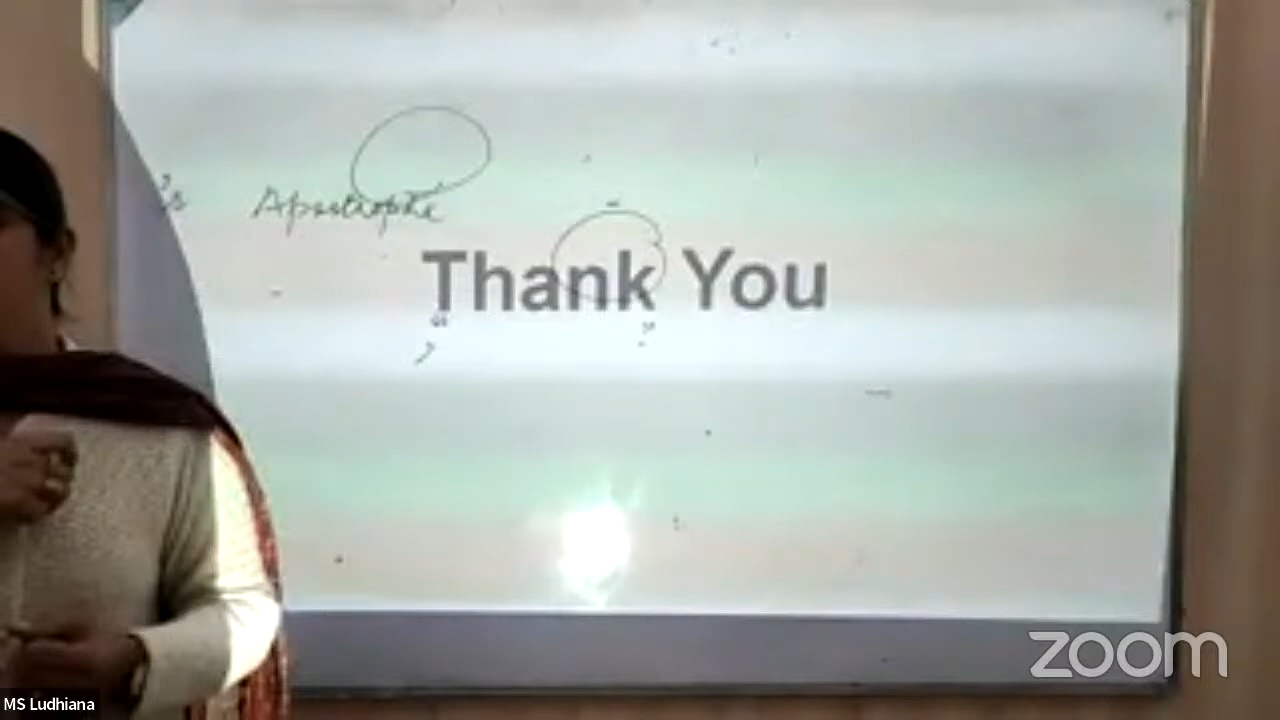 's Apostrophe
Thank You
“ ”
,
zoom
MS Ludhiana